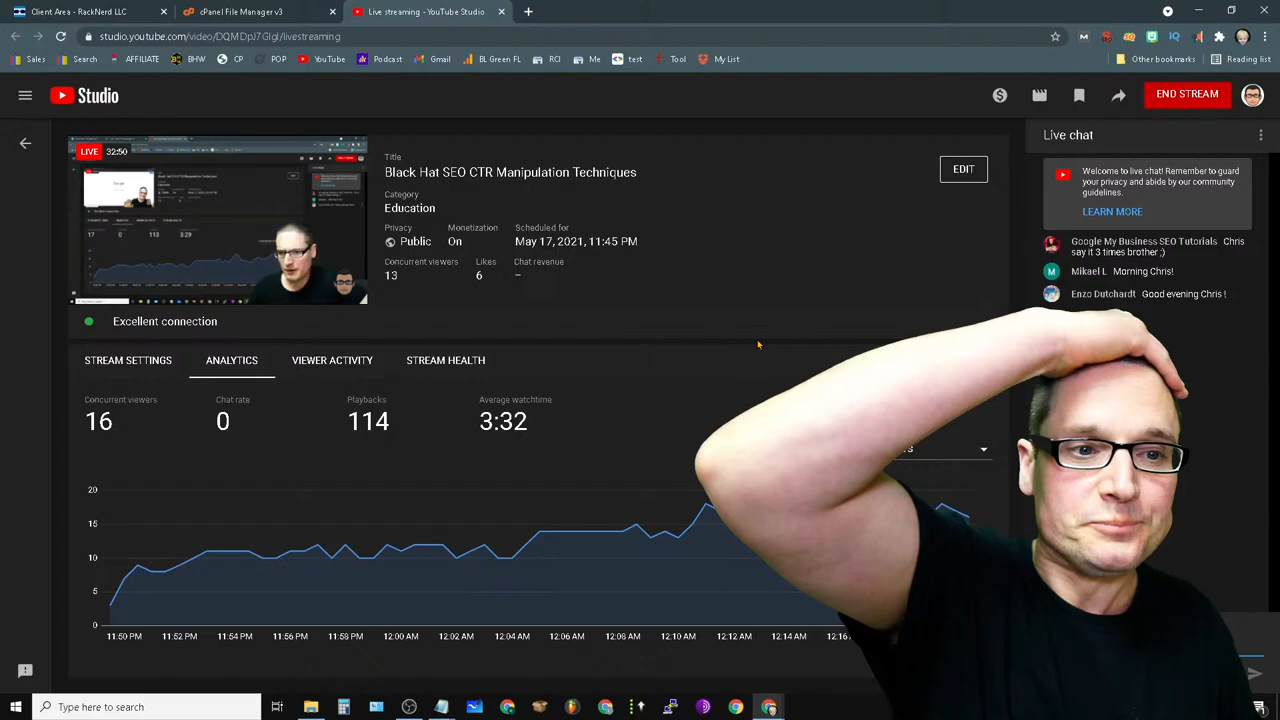 Client Area - RackNerd LLC
cPanel File Manager v3
Live streaming - YouTube Studio
studio.youtube.com/video/DQMDpJ7GlgI/livestreaming
Sales
Search
AFFILIATE
BHW
CP
POP
YouTube
Podcast
Gmail
BL Green FL
RCI
Me
test
Tool
My List
Other bookmarks
Reading list
Studio
END STREAM
LIVE 32:50
Title
Black Hat SEO CTR Manipulation Techniques
EDIT
Category
Education
Privacy Monetization Scheduled for
Public On May 17, 2021, 11:45 PM
Concurrent viewers Likes Chat revenue
13 6 –
Excellent connection
Live chat
Welcome to live chat! Remember to guard
your privacy and abide by our community
guidelines.
LEARN MORE
Google My Business SEO Tutorials Chris
say it 3 times brother ;)
Mikael L Morning Chris!
Enzo Dutchardt Good evening Chris !
STREAM SETTINGS ANALYTICS VIEWER ACTIVITY STREAM HEALTH
Concurrent viewers Chat rate Playbacks Average watchtime
16 0 114 3:32
20
15
10
5
0
11:50 PM 11:52 PM 11:54 PM 11:56 PM 11:58 PM 12:00 AM 12:02 AM 12:04 AM 12:06 AM 12:08 AM 12:10 AM 12:12 AM 12:14 AM 12:16
Type here to search